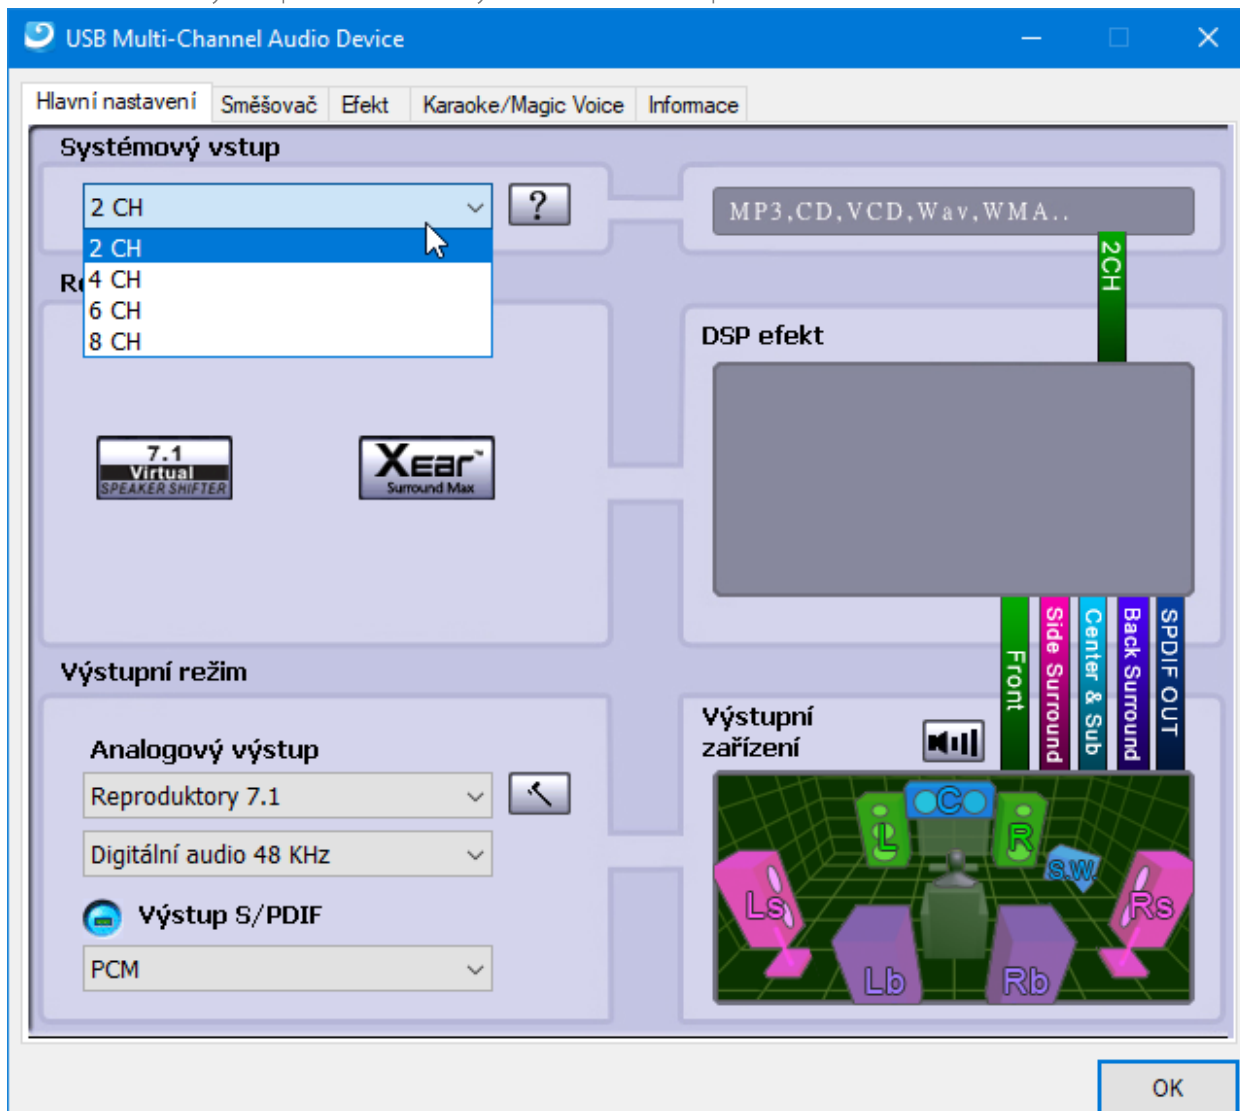 USB Multi-Channel Audio Device
Hlavní nastavení
Směšovač
Efekt
Karaoke/Magic Voice
Informace
Systémový vstup
2 CH
?
2 CH
4 CH
6 CH
8 CH
MP3,CD,VCD,Wav,WMA..
2CH
DSP efekt
7.1
Virtual
SPEAKER SHIFTER
Xear™
Surround Max
Front
Side Surround
Center & Sub
Back Surround
SPDIF OUT
Výstupní režim
Analogový výstup
Reproduktory 7.1
Digitální audio 48 KHz
Výstup S/PDIF
PCM
Výstupní
zařízení
C
L
R
S.W.
Ls
Rs
Lb
Rb
OK